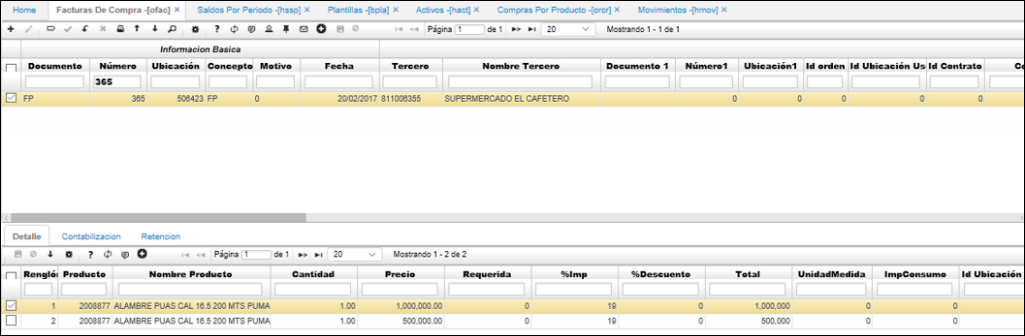 Home Facturas De Compra -[ofac] × Saldos Por Periodo -[hssp] × Plantillas -[bpla] × Activos -[hact] × Compras Por Producto -[oror] × Movimientos -[hmov] ×
Página 1 de 1 20 Mostrando 1 - 1 de 1
Informacion Basica
Documento Número Ubicación Concepto Motivo Fecha Tercero Nombre Tercero Documento 1 Número1 Ubicación1 Id orden Id Ubicación Us Id Contrato Co
365
FP 365 506423 FP 0 20/02/2017 811006355 SUPERMERCADO EL CAFETERO 0 0 0 0 0
Detalle Contabilizacion Retencion
Página 1 de 1 20 Mostrando 1 - 2 de 2
Renglón Producto Nombre Producto Cantidad Precio Requerida %Imp %Descuento Total UnidadMedida ImpConsumo Id Ubicación
1 2008877 ALAMBRE PUAS CAL 16.5 200 MTS PUMA 1.00 1,000,000.00 0 19 0 1,000,000 0 0
2 2008877 ALAMBRE PUAS CAL 16.5 200 MTS PUMA 1.00 500,000.00 0 19 0 500,000 0 0